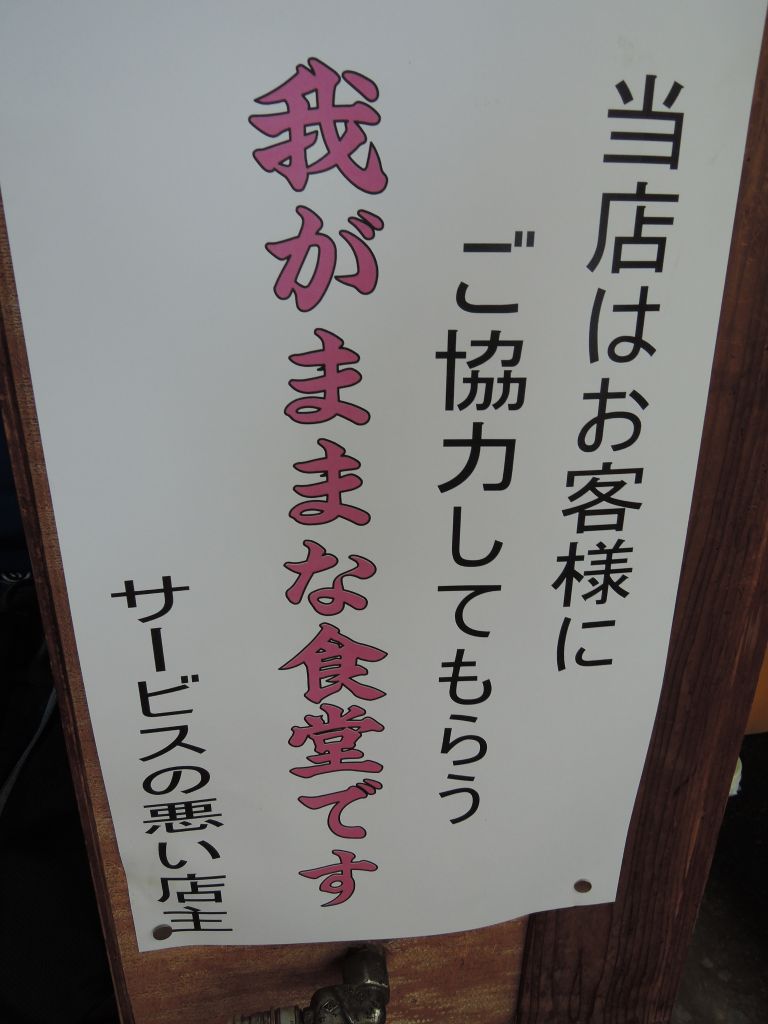 当店はお客様に
ご協力してもらう
我がままな食堂です
サービスの悪い店主